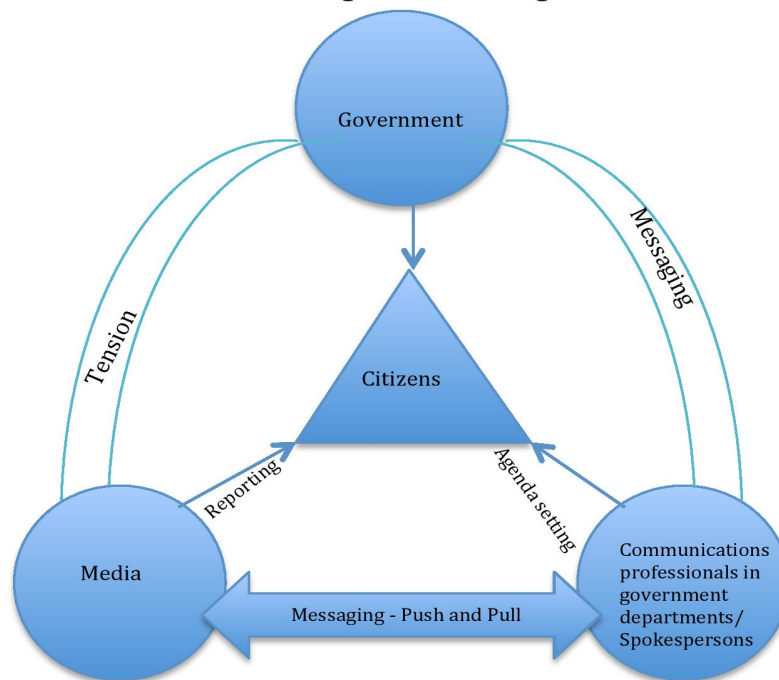 Government
Messaging
Tension
Citizens
Reporting
Agenda setting
Media
Communications
professionals in
government
departments/
Spokespersons
Messaging - Push and Pull